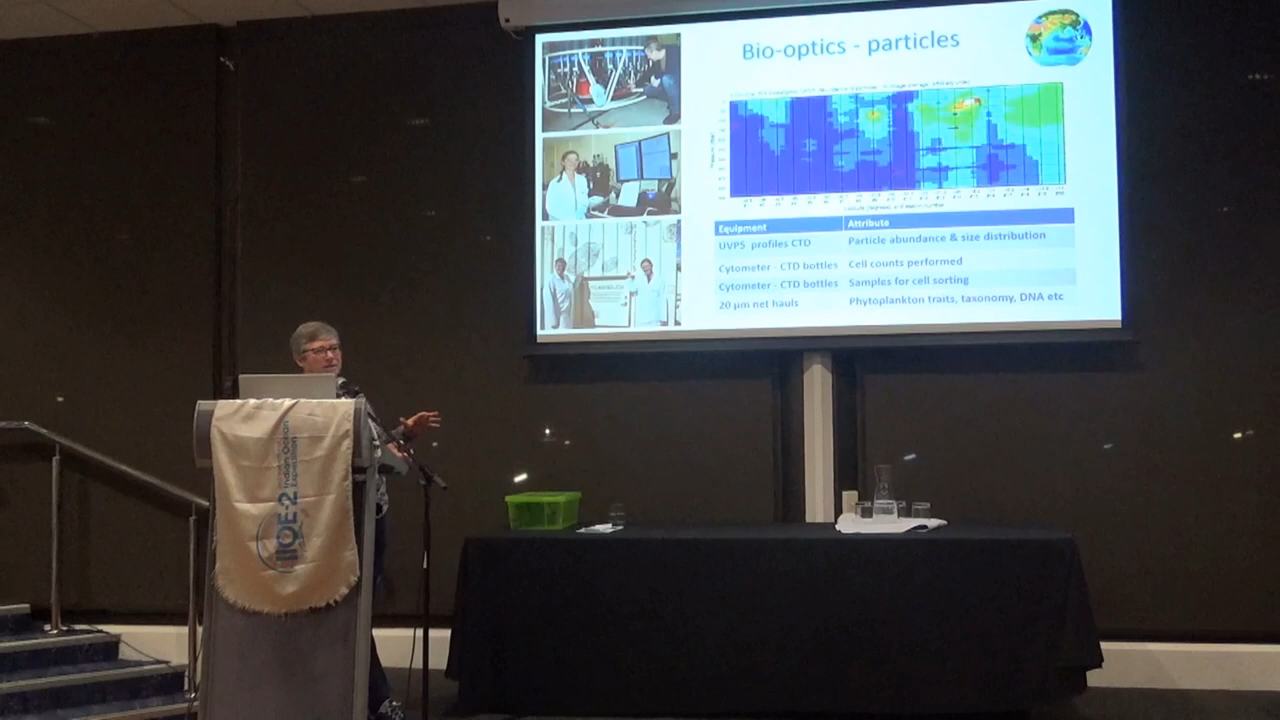 Bio-optics - particles
Equipment Attribute
UVP5 profiles CTD Particle abundance & size distribution
Cytometer - CTD bottles Cell counts performed
Cytometer - CTD bottles Samples for cell sorting
20 µm net hauls Phytoplankton traits, taxonomy, DNA etc
IIOE-2
Indian Ocean
Expedition